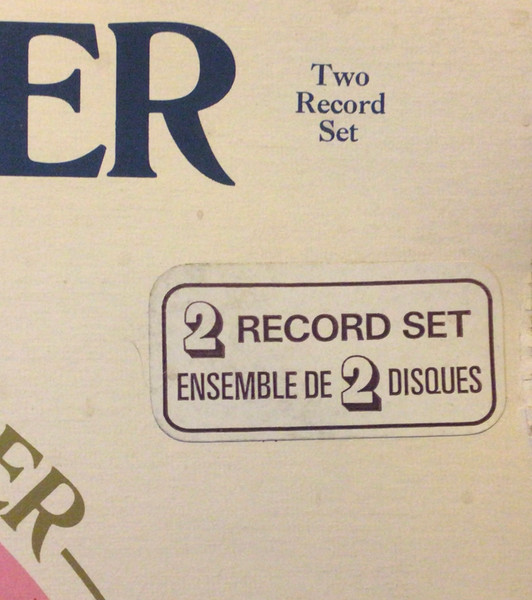 ER
Two
Record
Set
2 RECORD SET
ENSEMBLE DE 2 DISQUES
ER—